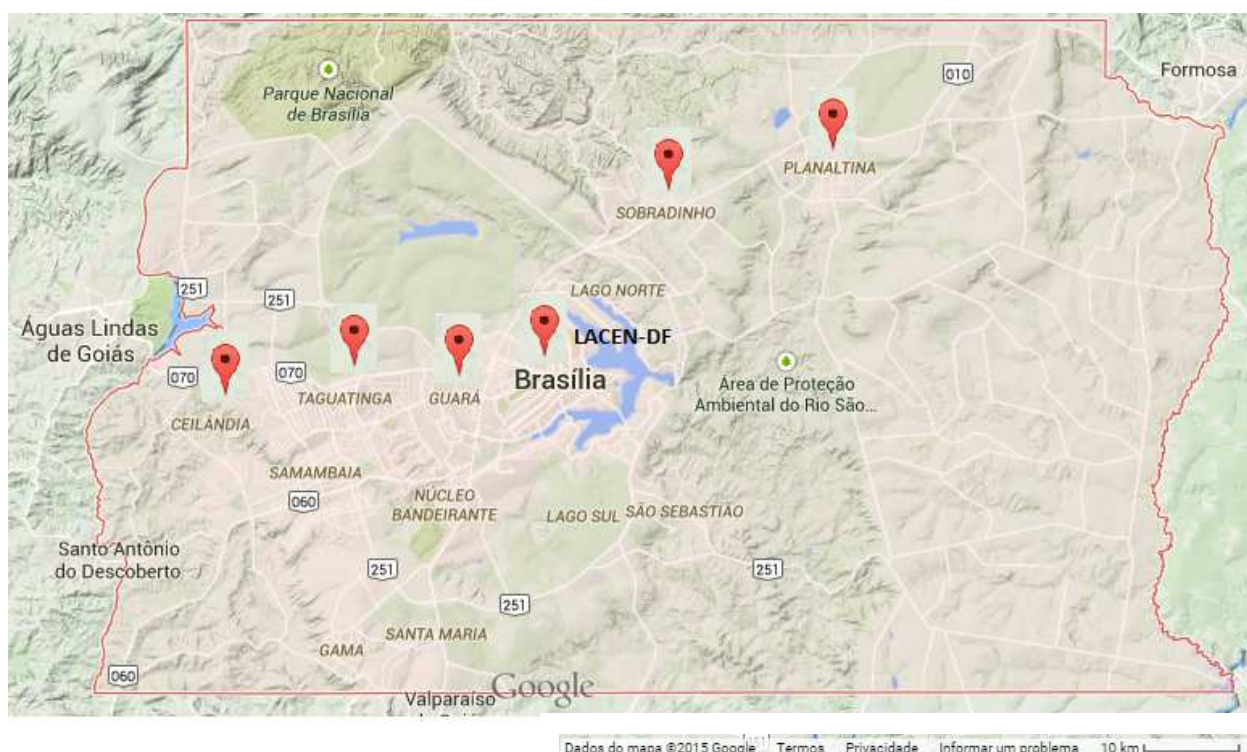 010
Formosa
Parque Nacional
de Brasília
PLANALTINA
SOBRADINHO
251
251
LAGO NORTE
Águas Lindas
de Goiás
LACEN-DF
070
070
Brasília
Área de Proteção
Ambiental do Rio São...
TAGUATINGA
GUARÁ
CEILÂNDIA
SAMAMBAIA
060
NÚCLEO
BANDEIRANTE
LAGO SUL
SÃO SEBASTIÃO
Santo Antônio
do Descoberto
251
251
251
SANTA MARIA
GAMA
060
Valparaíso
Google
Dados do mapa ©2015 Google
Termos
Privacidade
Informar um problema
10 km